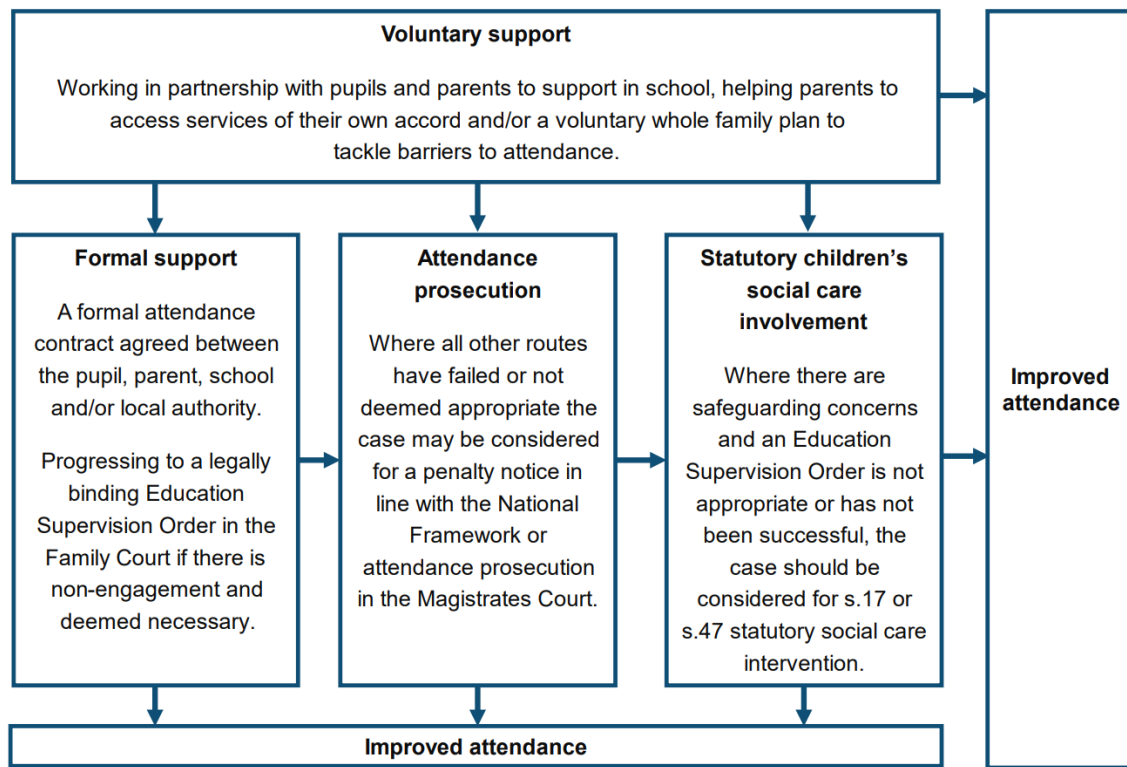 Voluntary support
Working in partnership with pupils and parents to support in school, helping parents to
access services of their own accord and/or a voluntary whole family plan to
tackle barriers to attendance.
Formal support
A formal attendance
contract agreed between
the pupil, parent, school
and/or local authority.
Progressing to a legally
binding Education
Supervision Order in the
Family Court if there is
non-engagement and
deemed necessary.
Attendance
prosecution
Where all other routes
have failed or not
deemed appropriate the
case may be considered
for a penalty notice in
line with the National
Framework or
attendance prosecution
in the Magistrates Court.
Statutory children’s
social care
involvement
Where there are
safeguarding concerns
and an Education
Supervision Order is not
appropriate or has not
been successful, the
case should be
considered for s.17 or
s.47 statutory social care
intervention.
Improved
attendance
Improved attendance